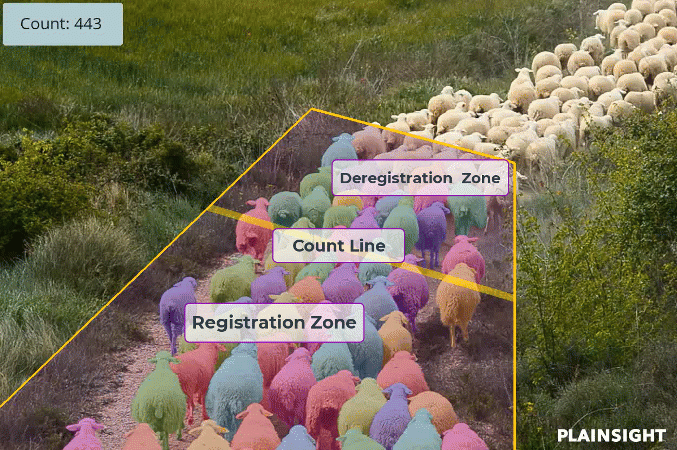 Count: 443
Deregistration Zone
Count Line
Registration Zone
PLAINSIGHT